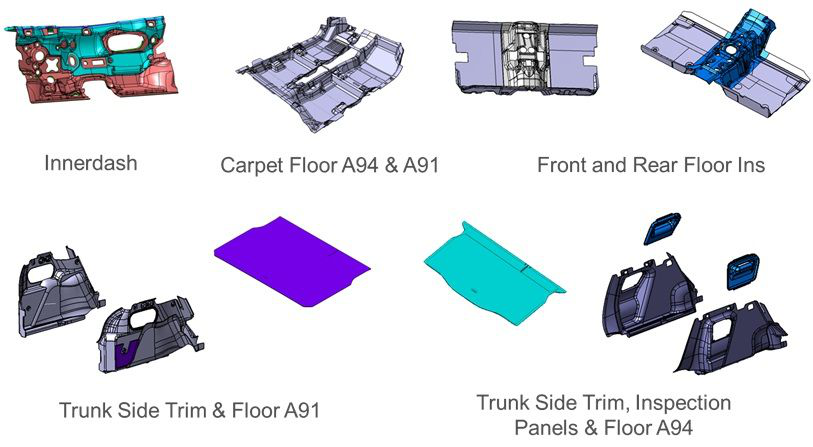 Innerdash
Carpet Floor A94 & A91
Front and Rear Floor Ins
Trunk Side Trim & Floor A91
Trunk Side Trim, Inspection
Panels & Floor A94